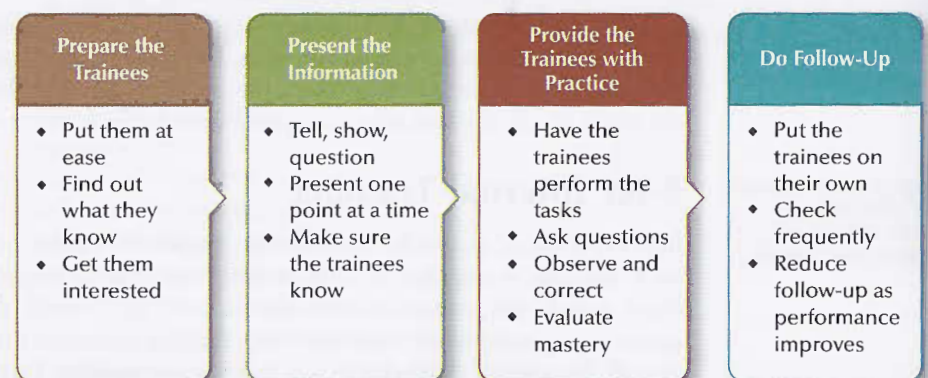 Prepare the
Trainees
◆ Put them at
ease
◆ Find out
what they
know
◆ Get them
interested
Present the
Information
◆ Tell, show,
question
◆ Present one
point at a time
◆ Make sure
the trainees
know
Provide the
Trainees with
Practice
◆ Have the
trainees
perform the
tasks
◆ Ask questions
◆ Observe and
correct
◆ Evaluate
mastery
Do Follow-Up
◆ Put the
trainees on
their own
◆ Check
frequently
◆ Reduce
follow-up as
performance
improves